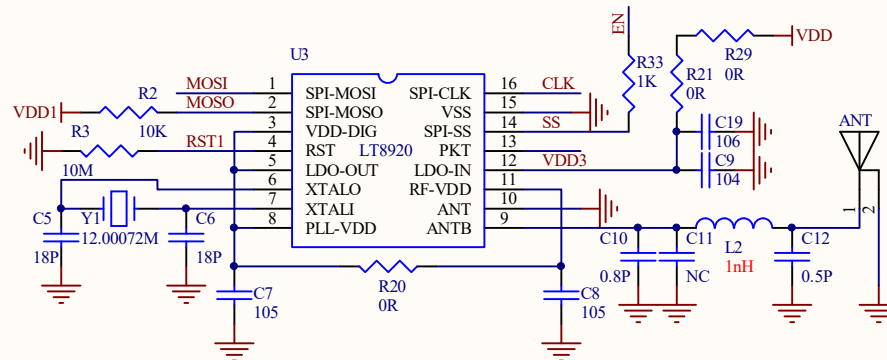 U3
EN
R33
1K
R29
0R
VDD
R21
0R
MOSI
1
SPI-MOSI
SPI-CLK
16
CLK
VDD1
R2
10K
MOSO
2
SPI-MOSO
VSS
15
3
VDD-DIG
SPI-SS
14
SS
C19
106
ANT
R3
10M
RST1
4
RST
LT8920
PKT
13
5
LDO-OUT
LDO-IN
12
VDD3
C9
104
6
XTALO
RF-VDD
11
C5
18P
Y1
12.00072M
C6
18P
7
XTALI
ANT
10
8
PLL-VDD
ANTB
9
1
2
C10
0.8P
C11
NC
L2
1nH
C12
0.5P
R20
0R
C7
105
C8
105